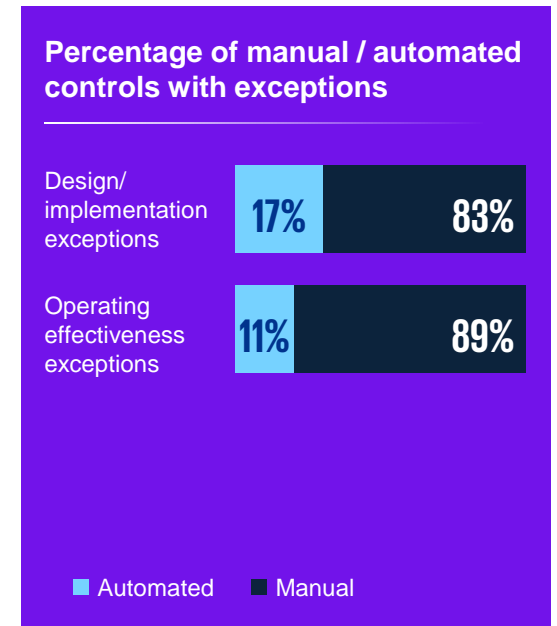 Percentage of manual / automated
controls with exceptions
Design/
implementation
exceptions
17%
83%
Operating
effectiveness
exceptions
11%
89%
Automated
Manual